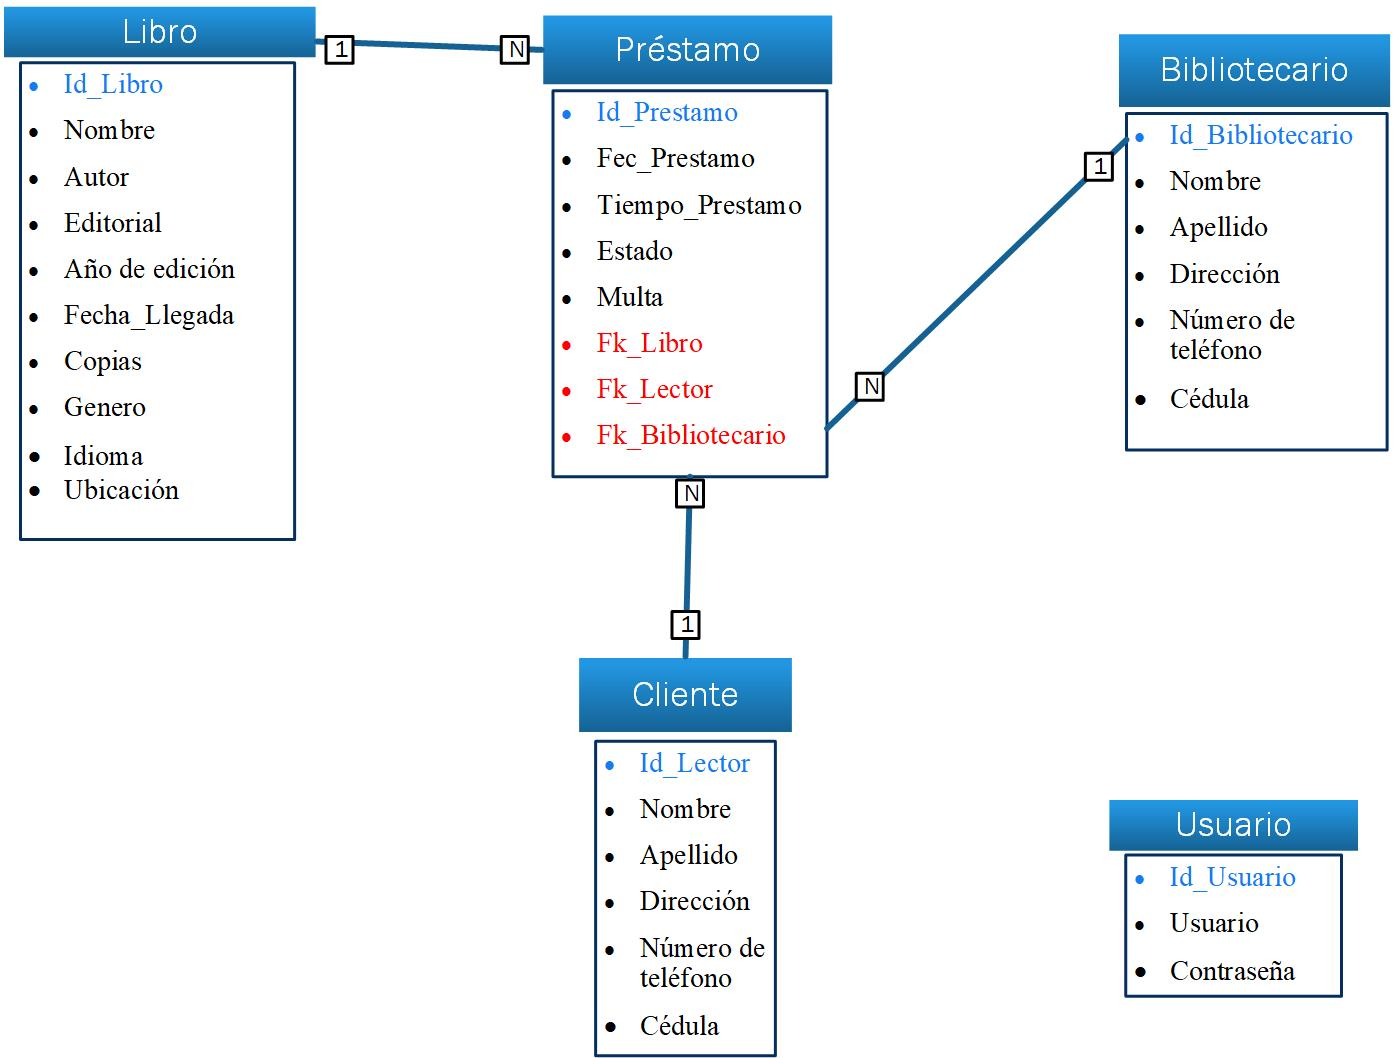 Libro
1
N
Id_Libro
Nombre
Autor
Editorial
Año de edición
Fecha_Llegada
Copias
Genero
Idioma
Ubicación
Préstamo
Id_Prestamo
Fec_Prestamo
Tiempo_Prestamo
Estado
Multa
Fk_Libro
Fk_Lector
Fk_Bibliotecario
N
1
Bibliotecario
Id_Bibliotecario
Nombre
Apellido
Dirección
Número de
teléfono
Cédula
N
1
Cliente
Id_Lector
Nombre
Apellido
Dirección
Número de
teléfono
Cédula
Usuario
Id_Usuario
Usuario
Contraseña